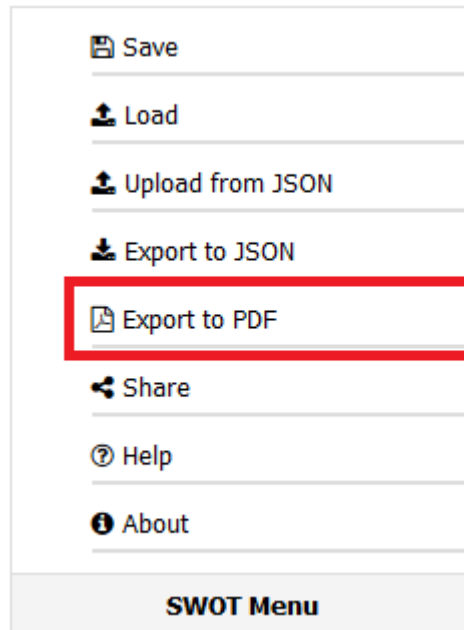 Save
Load
Upload from JSON
Export to JSON
Export to PDF
Share
Help
About
SWOT Menu